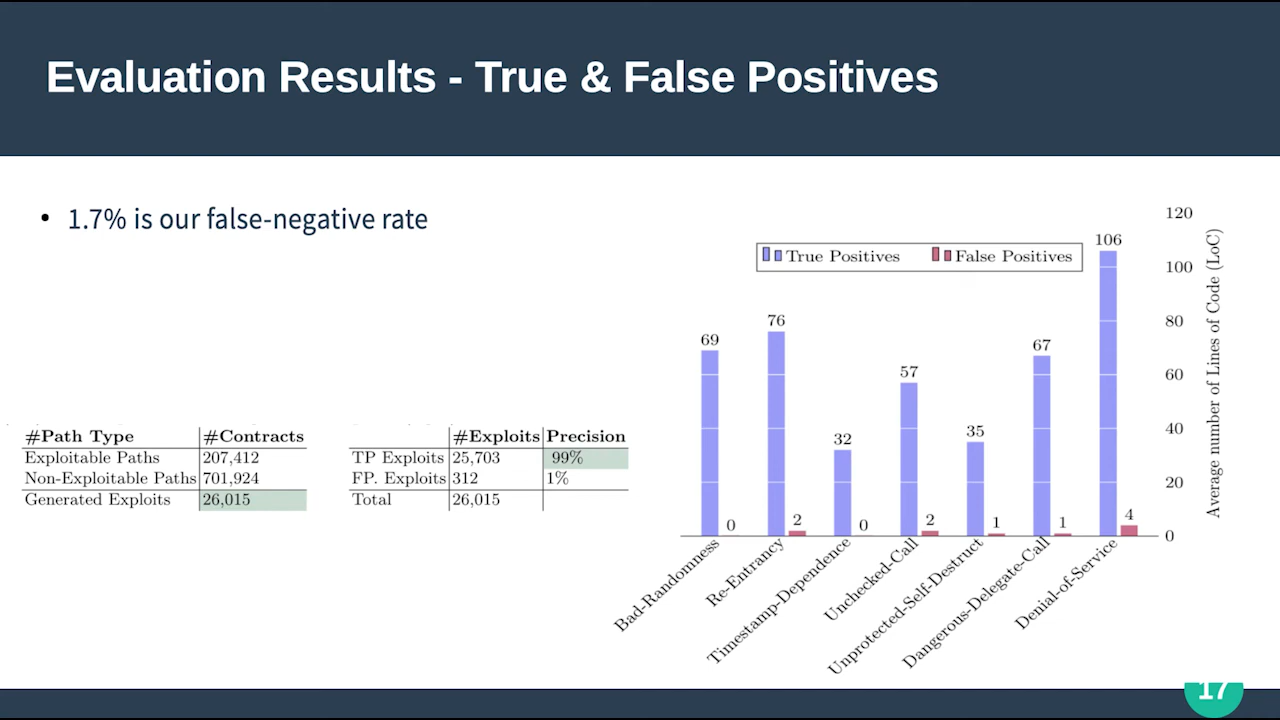 Evaluation Results - True & False Positives
• 1.7% is our false-negative rate
#Path Type #Contracts
Exploitable Paths 207,412
Non-Exploitable Paths 701,924
Generated Exploits 26,015
#Exploits Precision
TP Exploits 25,703 99%
FP. Exploits 312 1%
Total 26,015
True Positives False Positives
69 0
76 2
32 0
57 2
35 1
67 1
106 4
120
100
80
60
40
20
0
Average number of Lines of Code (LoC)
Bad-Randomness
Re-Entrancy
Timestamp-Dependence
Unchecked-Call
Unprotected-Self-Destruct
Dangerous-Delegate-Call
Denial-of-Service
17